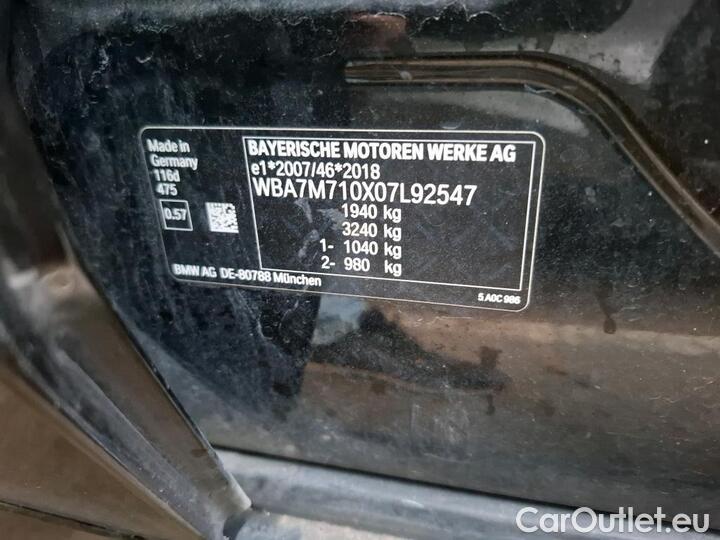 Made in
Germany
116d
475
0.57
BAYERISCHE MOTOREN WERKE AG
e1*2007/46*2018
WBA7M710X07L92547
1940 kg
3240 kg
1- 1040 kg
2- 980 kg
BMW AG DE-80788 München
5 A0C 986
CarOutlet.eu